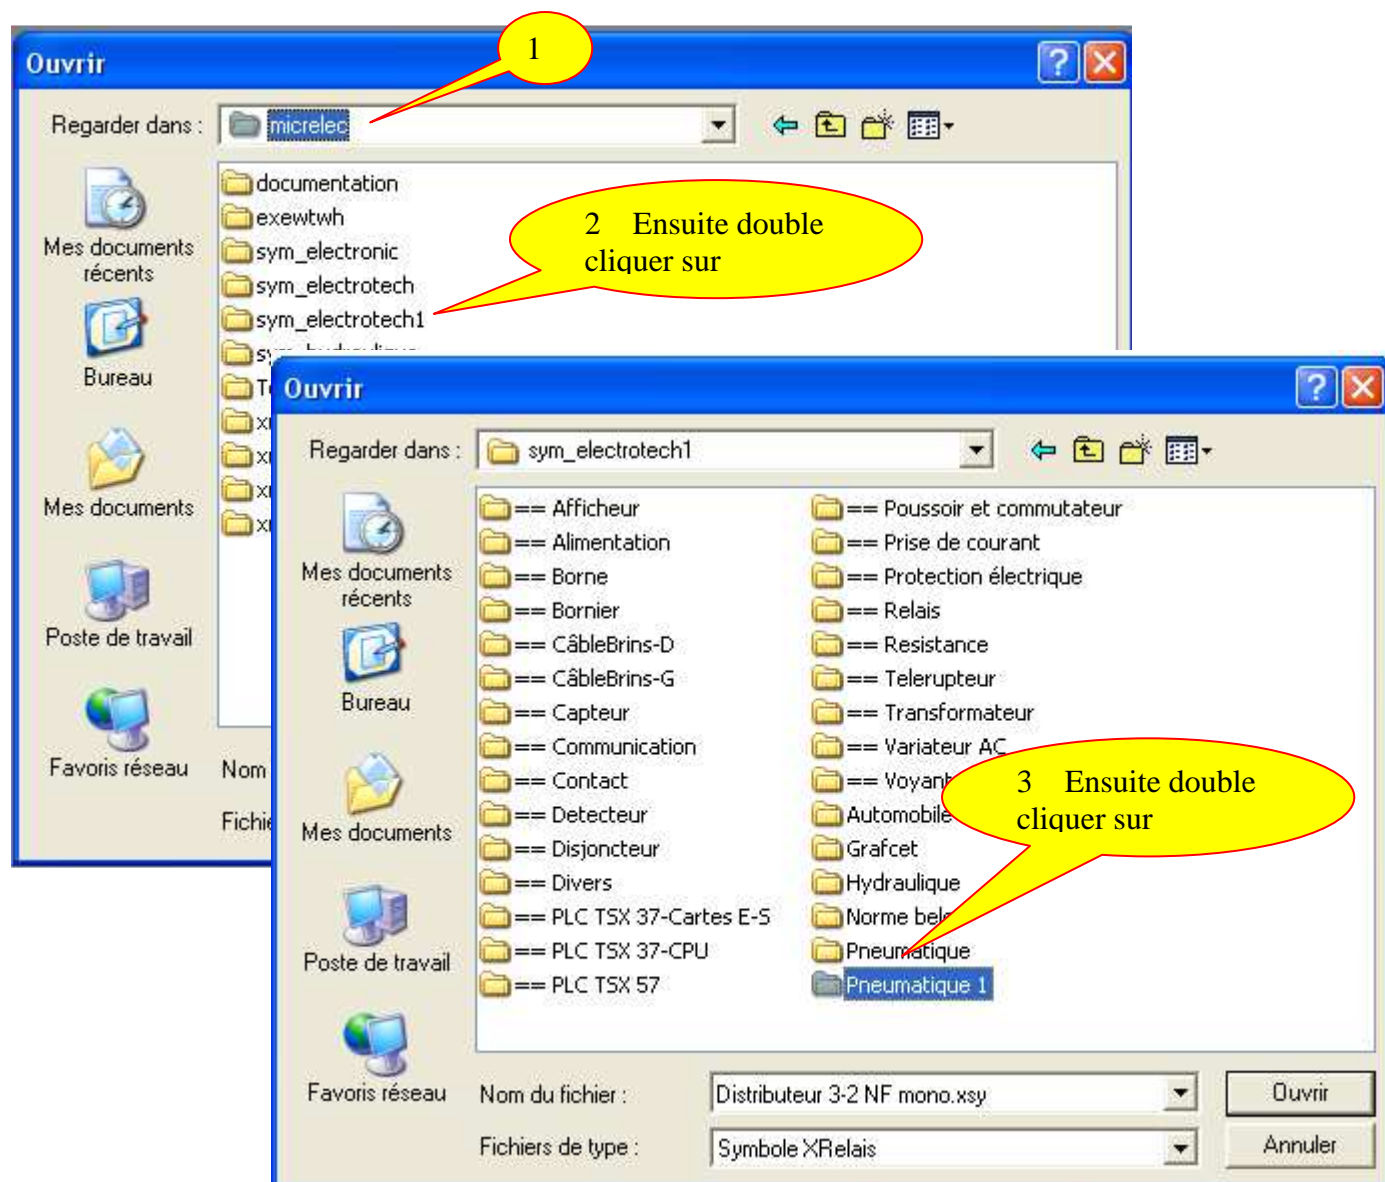 1
Ouvrir
Regarder dans :
micrelec
documentation
exewtwh
sym_electronic
sym_electrotech
sym_electrotech1
2 Ensuite double
cliquer sur
Mes documents
récents
Bureau
Mes documents
Poste de travail
Favoris réseau
Nom
Ouvrir
Regarder dans :
sym_electrotech1
== Afficheur
== Alimentation
== Borne
== Bornier
== CâbleBrins-D
== CâbleBrins-G
== Capteur
== Communication
== Contact
== Detecteur
== Disjoncteur
== Divers
== PLC TSX 37-Cartes E-S
== PLC TSX 37-CPU
== PLC TSX 57
== Poussoir et commutateur
== Prise de courant
== Protection électrique
== Relais
== Resistance
== Telerupteur
== Transformateur
== Variateur AC
== Voyant
Automobile
Grafcet
Hydraulique
Norme
Pneumatique
Pneumatique 1
3 Ensuite double
cliquer sur
Mes documents
récents
Bureau
Mes documents
Poste de travail
Favoris réseau
Nom du fichier :
Distributeur 3-2 NF mono.xsy
Ouvrir
Fichiers de type :
Symbole XRelais
Annuler